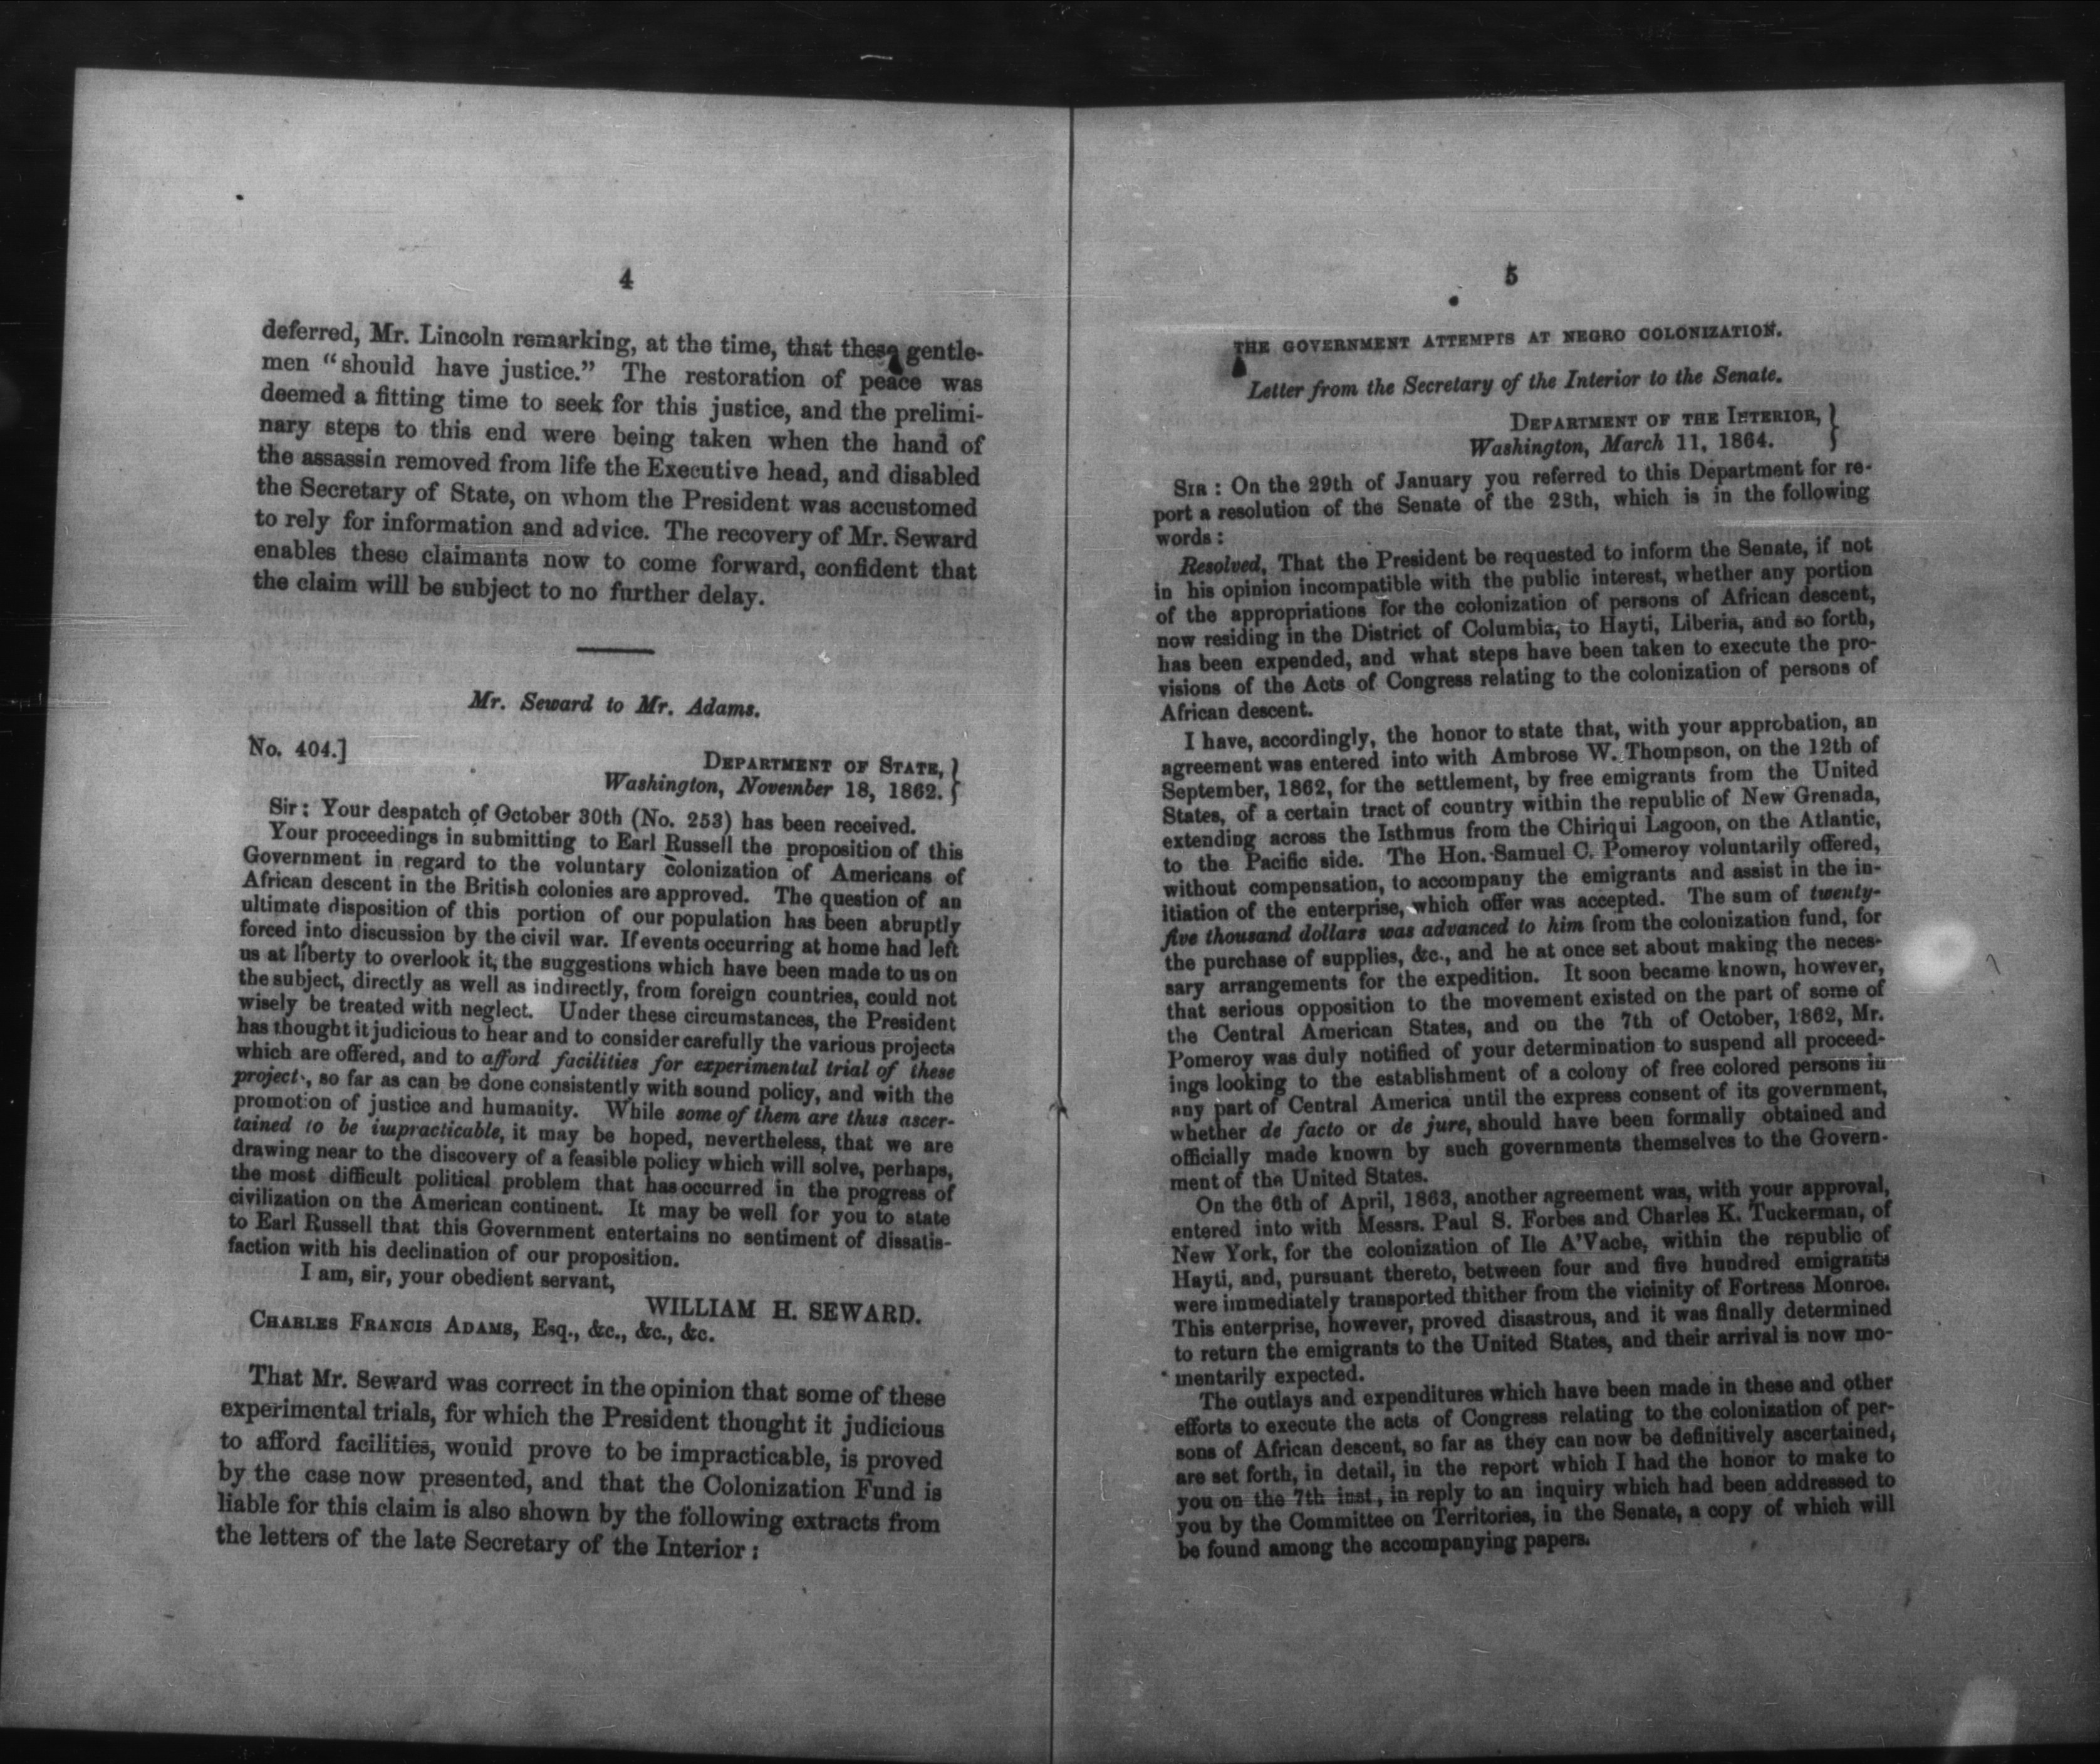 4
deferred, Mr. Lincoln remarking, at the time, that these gentle-
men "should have justice." The restoration of peace was
deemed a fitting time to seek for this justice, and the prelimi-
nary steps to this end were being taken when the hand of
the assassin removed from life the Executive head, and disabled
the Secretary of State, on whom the President was accustomed
to rely for information and advice. The recovery of Mr. Seward
enables these claimants now to come forward, confident that
the claim will be subject to no further delay.
Mr. Seward to Mr. Adams.
No. 404.]
DEPARTMENT OF STATE, }
Washington, November 18, 1862. }
Sir: Your despatch of October 30th (No. 253) has been received.
Your proceedings in submitting to Earl Russell the proposition of this
Government in regard to the voluntary colonization of Americans of
African descent in the British colonies are approved. The question of an
ultimate disposition of this portion of our population has been abruptly
forced into discussion by the civil war. If events occurring at home had left
us at liberty to overlook it, the suggestions which have been made to us on
the subject, directly as well as indirectly, from foreign countries, could not
wisely be treated with neglect. Under these circumstances, the President
has thought it judicious to hear and to consider carefully the various projects
which are offered, and to afford facilities for experimental trial of these
projects, so far as can be done consistently with sound policy, and with the
promotion of justice and humanity. While some of them are thus ascer-
tained to be impracticable, it may be hoped, nevertheless, that we are
drawing near to the discovery of a feasible policy which will solve, perhaps,
the most difficult political problem that has occurred in the progress of
civilization on the American continent. It may be well for you to state
to Earl Russell that this Government entertains no sentiment of dissatis-
faction with his declination of our proposition.
I am, sir, your obedient servant,
WILLIAM H. SEWARD.
CHARLES FRANCIS ADAMS, Esq., &c., &c., &c.
That Mr. Seward was correct in the opinion that some of these
experimental trials, for which the President thought it judicious
to afford facilities, would prove to be impracticable, is proved
by the case now presented, and that the Colonization Fund is
liable for this claim is also shown by the following extracts from
the letters of the late Secretary of the Interior:
5
THE GOVERNMENT ATTEMPTS AT NEGRO COLONIZATION.
Letter from the Secretary of the Interior to the Senate.
DEPARTMENT OF THE INTERIOR, }
Washington, March 11, 1864. }
SIR: On the 29th of January you referred to this Department for re-
port a resolution of the Senate of the 28th, which is in the following
words:
Resolved, That the President be requested to inform the Senate, if not
in his opinion incompatible with the public interest, whether any portion
of the appropriations for the colonization of persons of African descent,
now residing in the District of Columbia, to Hayti, Liberia, and so forth,
has been expended, and what steps have been taken to execute the pro-
visions of the Acts of Congress relating to the colonization of persons of
African descent.
I have, accordingly, the honor to state that, with your approbation, an
agreement was entered into with Ambrose W. Thompson, on the 12th of
September, 1862, for the settlement, by free emigrants from the United
States, of a certain tract of country within the republic of New Grenada,
extending across the Isthmus from the Chiriqui Lagoon, on the Atlantic,
to the Pacific side. The Hon. Samuel C. Pomeroy voluntarily offered,
without compensation, to accompany the emigrants and assist in the in-
itiation of the enterprise, which offer was accepted. The sum of twenty-
five thousand dollars was advanced to him from the colonization fund, for
the purchase of supplies, &c., and he at once set about making the neces-
sary arrangements for the expedition. It soon became known, however,
that serious opposition to the movement existed on the part of some of
the Central American States, and on the 7th of October, 1862, Mr.
Pomeroy was duly notified of your determination to suspend all proceed-
ings looking to the establishment of a colony of free colored persons in
any part of Central America until the express consent of its government,
whether de facto or de jure, should have been formally obtained and
officially made known by such governments themselves to the Govern-
ment of the United States.
On the 6th of April, 1863, another agreement was, with your approval,
entered into with Messrs. Paul S. Forbes and Charles K. Tuckerman, of
New York, for the colonization of Ile A'Vache, within the republic of
Hayti, and, pursuant thereto, between four and five hundred emigrants
were immediately transported thither from the vicinity of Fortress Monroe.
This enterprise, however, proved disastrous, and it was finally determined
to return the emigrants to the United States, and their arrival is now mo-
mentarily expected.
The outlays and expenditures which have been made in these and other
efforts to execute the acts of Congress relating to the colonization of per-
sons of African descent, so far as they can now be definitively ascertained,
are set forth, in detail, in the report which I had the honor to make to
you on the 7th inst, in reply to an inquiry which had been addressed to
you by the Committee on Territories, in the Senate, a copy of which will
be found among the accompanying papers.